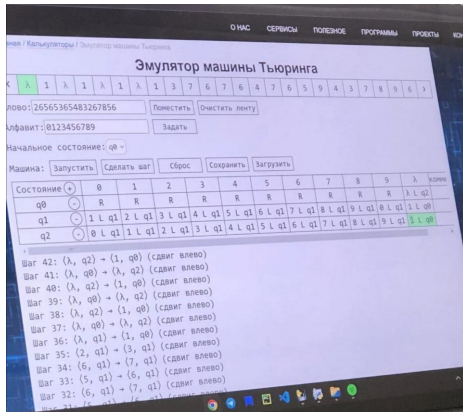 О НАС СЕРВИСЫ ПОЛЕЗНОЕ ПРОГРАММЫ ПРОЕКТЫ
/ Калькуляторы / Эмулятор машины Тьюринга
Эмулятор машины Тьюринга
λ 1 λ 1 λ 1 λ 1 3 7 6 7 6 4 7 6 5 9 4 3 7 8 9 6
лово: 26565365483267856 Поместить Очистить ленту
Алфавит: 0123456789 Задать
Начальное состояние: q0
Машина: Запустить Сделать шаг Сброс Сохранить Загрузить
Состояние + 0 1 2 3 4 5 6 7 8 9 λ
q0 - R R R R R R R R R R λ L q2
q1 - 1 L q1 2 L q1 3 L q1 4 L q1 5 L q1 6 L q1 7 L q1 8 L q1 9 L q1 0 L q1 1 L q0
q2 - 0 L q1 1 L q1 2 L q1 3 L q1 4 L q1 5 L q1 6 L q1 7 L q1 8 L q1 9 L q1 1 L q0
Шаг 42: (λ, q2) → (1, q0) (сдвиг влево)
Шаг 41: (λ, q0) → (λ, q2) (сдвиг влево)
Шаг 40: (λ, q2) → (1, q0) (сдвиг влево)
Шаг 39: (λ, q0) → (λ, q2) (сдвиг влево)
Шаг 38: (λ, q2) → (1, q0) (сдвиг влево)
Шаг 37: (λ, q0) → (λ, q2) (сдвиг влево)
Шаг 36: (λ, q1) → (1, q0) (сдвиг влево)
Шаг 35: (2, q1) → (3, q1) (сдвиг влево)
Шаг 34: (6, q1) → (7, q1) (сдвиг влево)
Шаг 33: (5, q1) → (6, q1) (сдвиг влево)
Шаг 32: (6, q1) → (7, q1) (сдвиг влево)